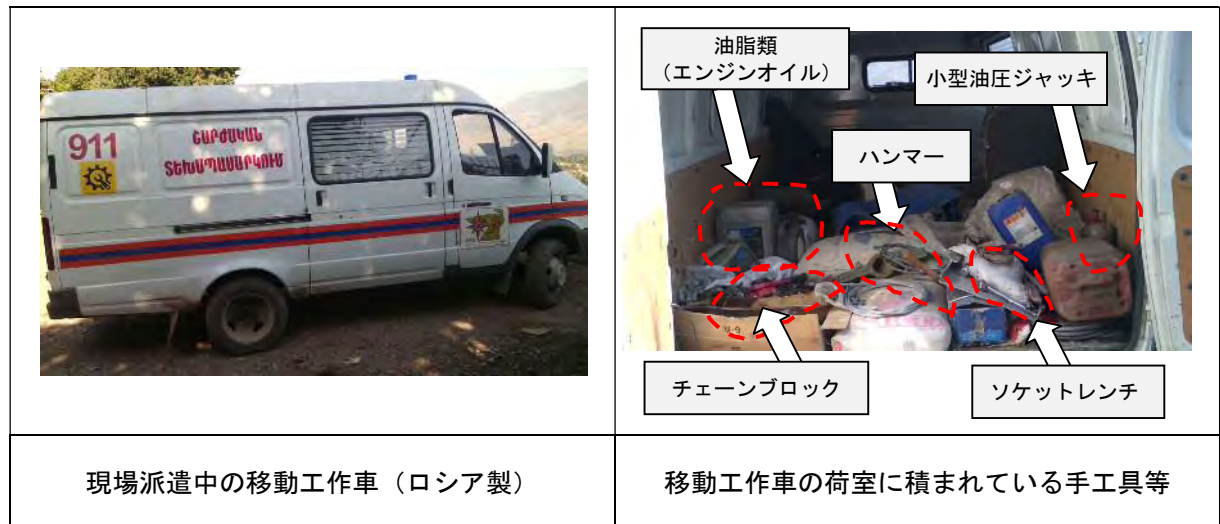 911
ՇԱՐԺԱԿԱՆ
ՏԵԽՍՊԱՍԱՐԿՈՒՄ
油脂類
(エンジンオイル)
小型油圧ジャッキ
ハンマー
チェーンブロック
ソケットレンチ
現場派遣中の移動工作車(ロシア製)
移動工作車の荷室に積まれている手工具等